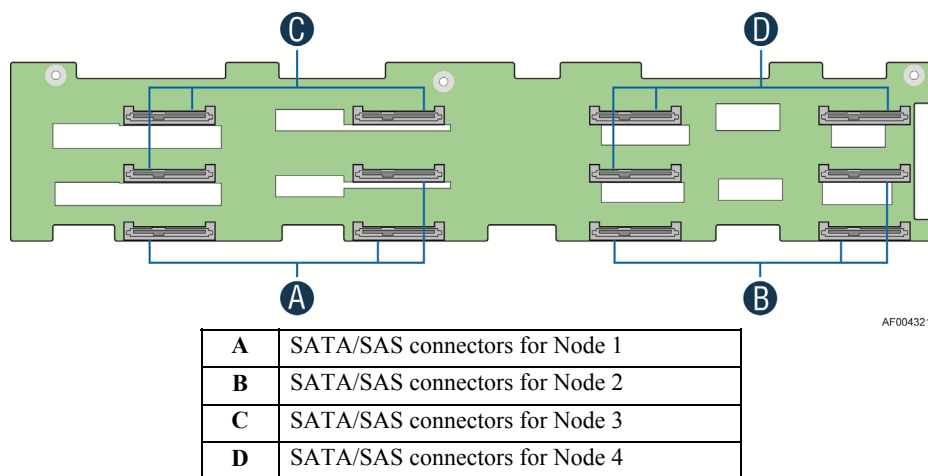 C D
A B
AF004321
A SATA/SAS connectors for Node 1
B SATA/SAS connectors for Node 2
C SATA/SAS connectors for Node 3
D SATA/SAS connectors for Node 4